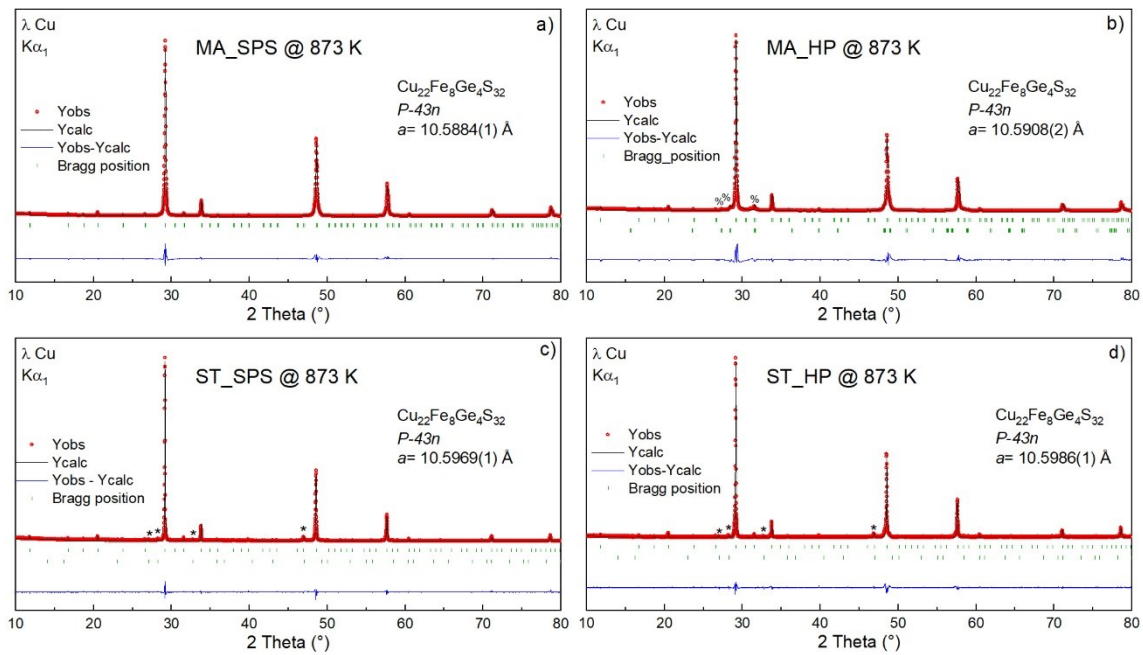 λ Cu
Kα₁
MA_SPS @ 873 K
a)
Cu₂₂Fe₈Ge₄S₃₂
P-43n
a= 10.5884(1) Å
Yobs
Ycalc
Yobs-Ycalc
Bragg position
10 20 30 40 50 60 70 80
2 Theta (°)
λ Cu
Kα₁
MA_HP @ 873 K
b)
Cu₂₂Fe₈Ge₄S₃₂
P-43n
a= 10.5908(2) Å
Yobs
Ycalc
Yobs-Ycalc
Bragg_position
% % %
10 20 30 40 50 60 70 80
2 Theta (°)
λ Cu
Kα₁
ST_SPS @ 873 K
c)
Cu₂₂Fe₈Ge₄S₃₂
P-43n
a= 10.5969(1) Å
Yobs
Ycalc
Yobs - Ycalc
Bragg position
* * * *
10 20 30 40 50 60 70 80
2 Theta (°)
λ Cu
Kα₁
ST_HP @ 873 K
d)
Cu₂₂Fe₈Ge₄S₃₂
P-43n
a= 10.5986(1) Å
Yobs
Ycalc
Yobs-Ycalc
Bragg position
* * * *
10 20 30 40 50 60 70 80
2 Theta (°)